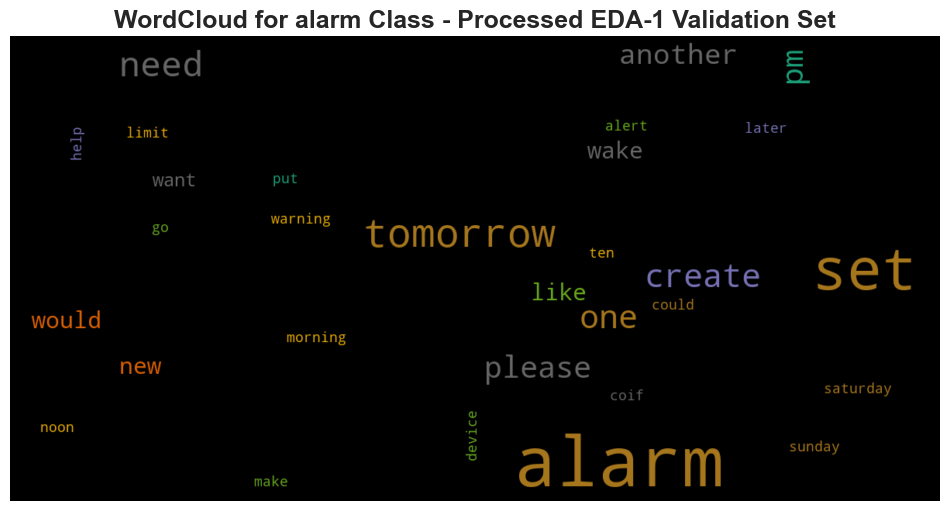 WordCloud for alarm Class - Processed EDA-1 Validation Set
need
another
pm
help
limit
alert
later
wake
want
put
go
warning
tomorrow
ten
set
create
like
could
would
one
morning
new
please
saturday
coif
noon
device
sunday
alarm
make